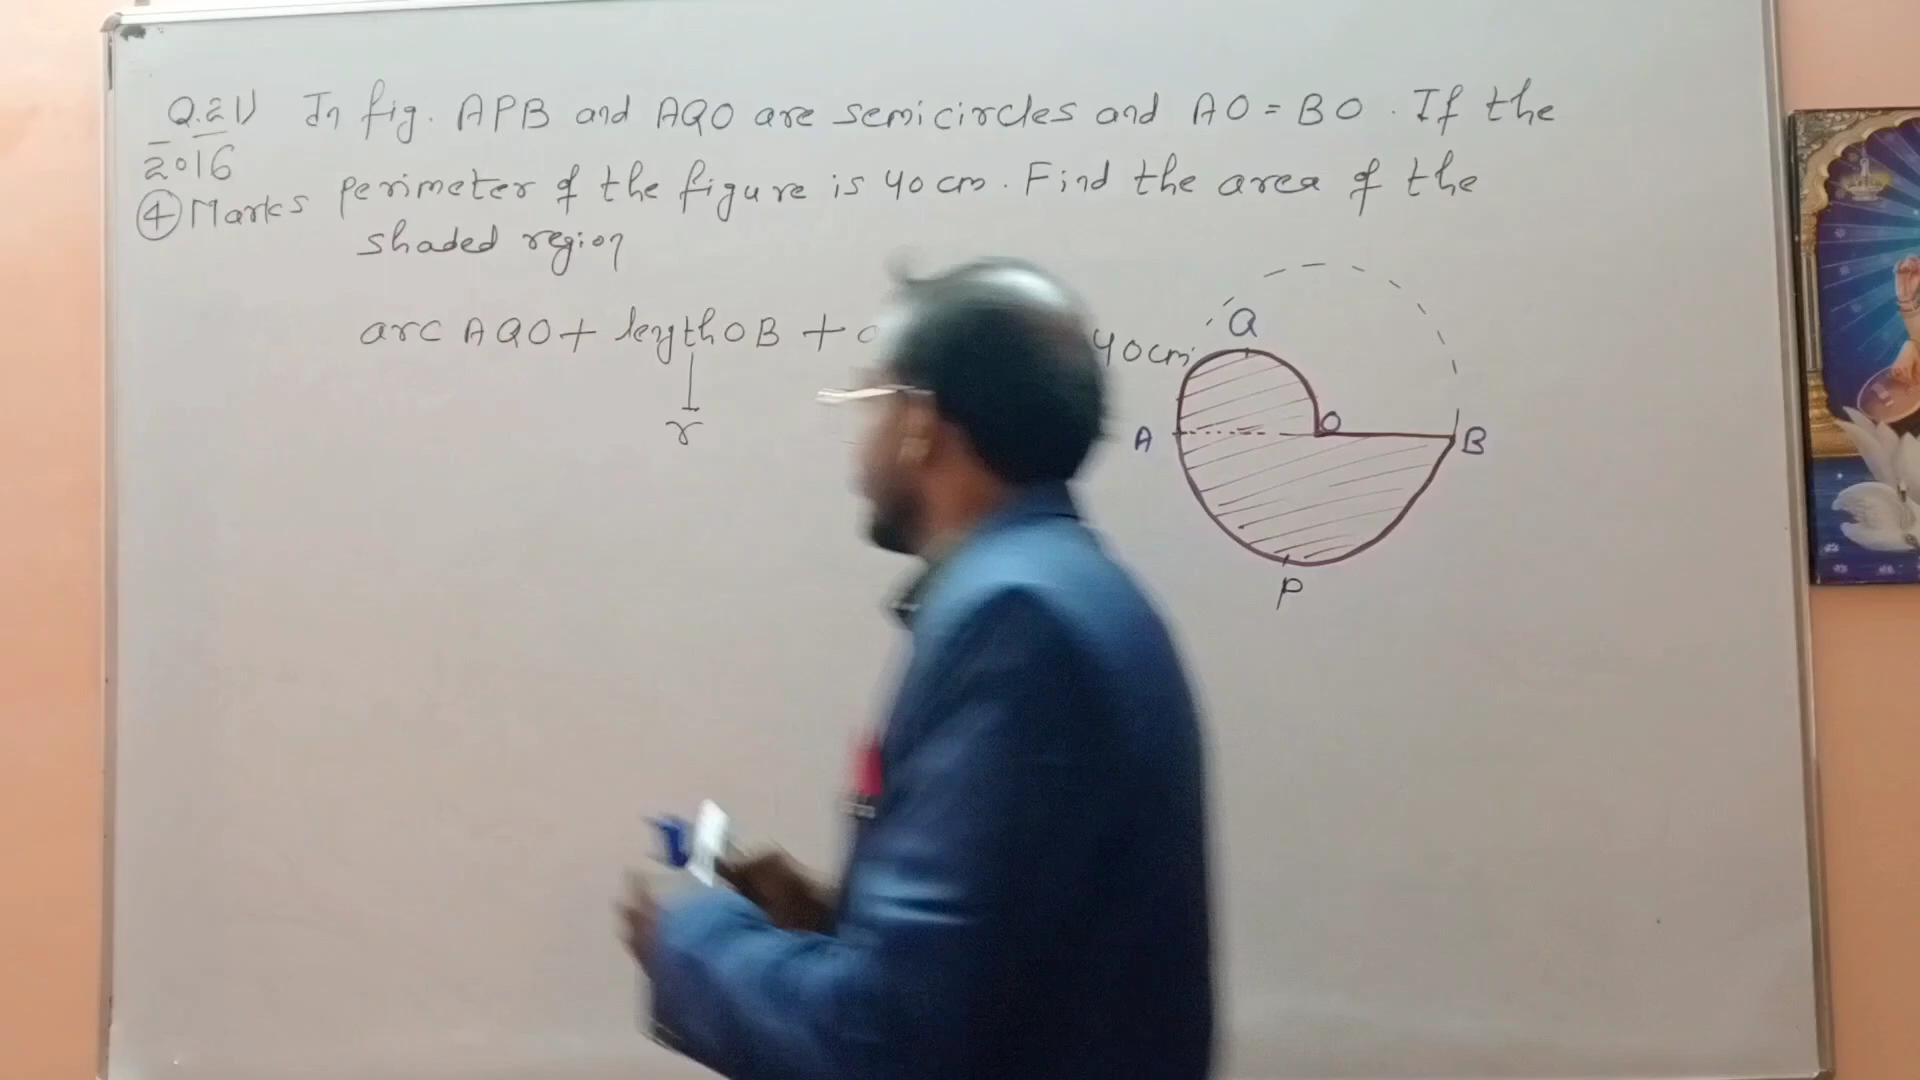 Q.21) In fig. APB and AQO are semicircles and AO = BO. If the
2016
④ Marks perimeter of the figure is 40 cm. Find the area of the
shaded region
arc AQO + length OB +
40cm
r
Q
A
O
B
P